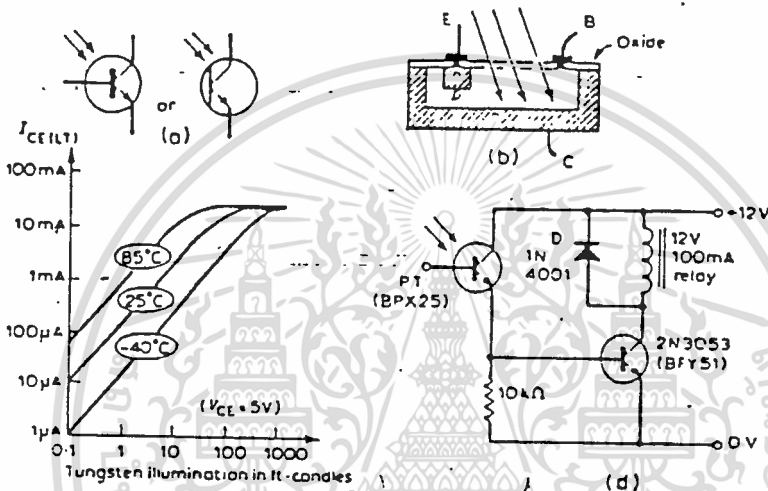 or
(a)
E
B
Oxide
(b)
C
I CE(LT)
100mA
10mA
1mA
100μA
10μA
1μA
85°C
25°C
-40°C
(VCE = 5V)
0·1
1
10
100
1000
Tungsten illumination in ft-candles
PT
(BPX25)
D
1N
4001
-12V
12V
100mA
relay
2N3053
(BFY51)
10kΩ
0V
(d)